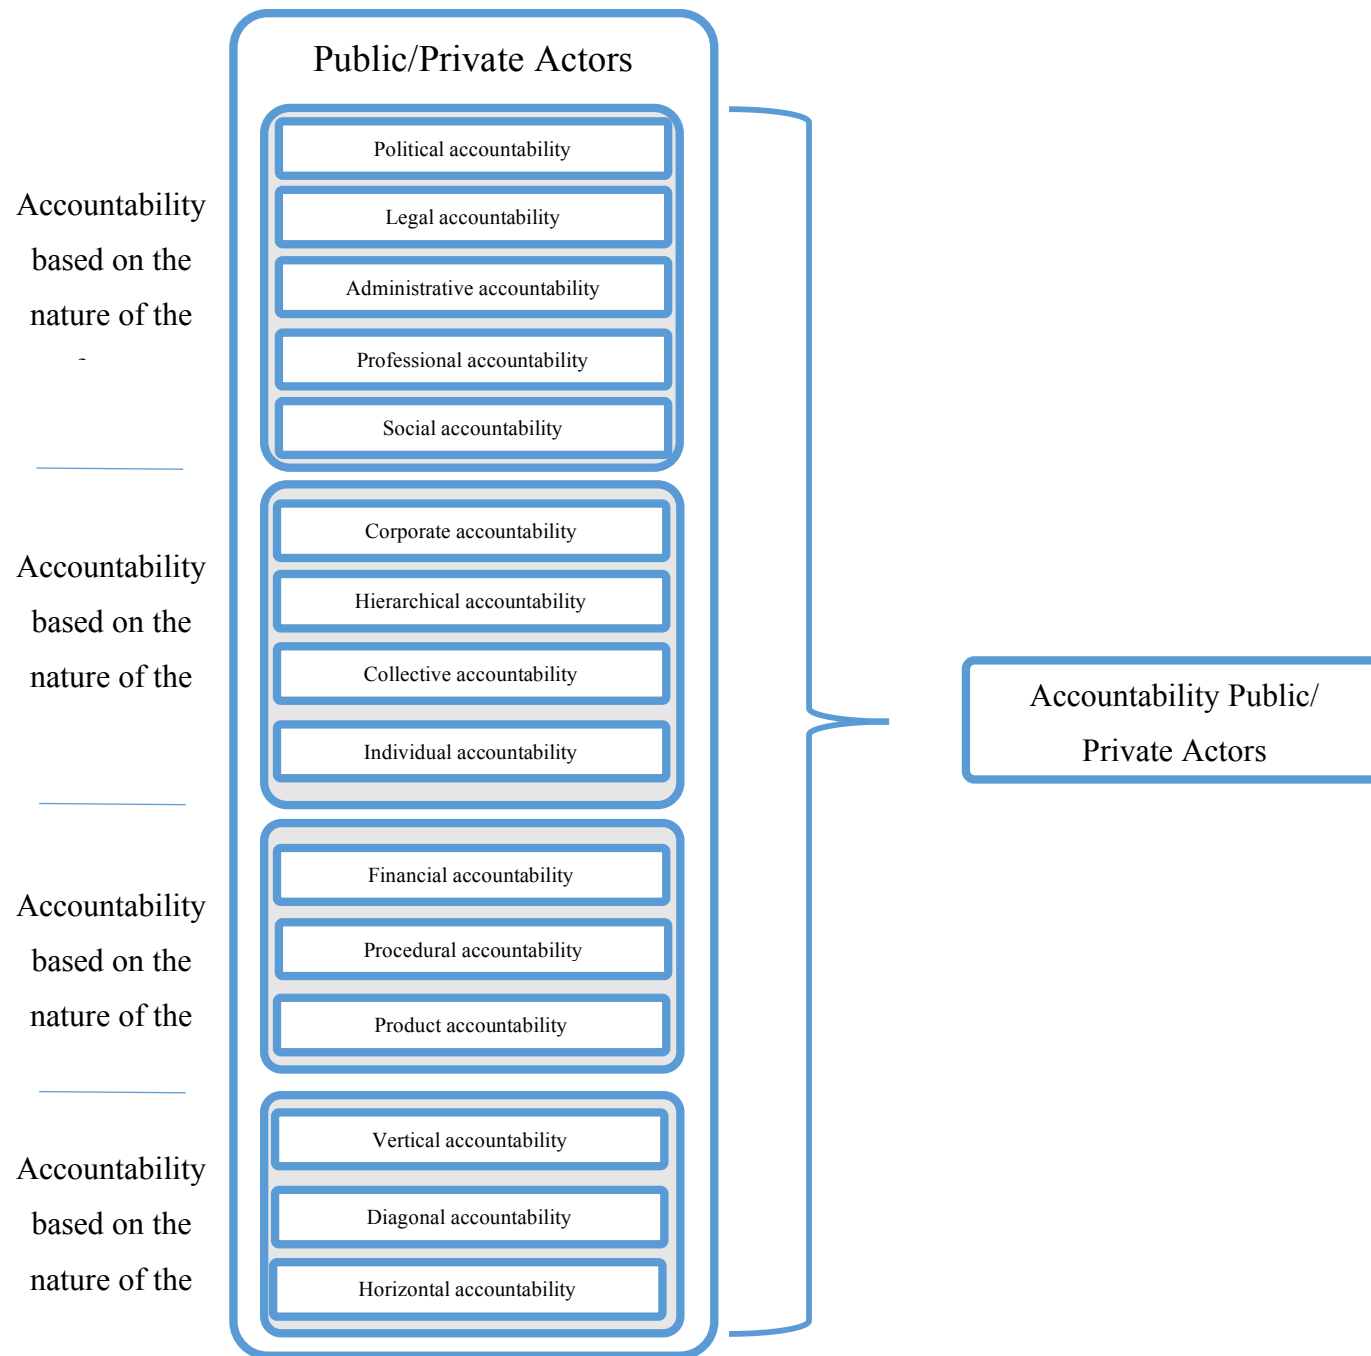 Public/Private Actors
Accountability
based on the
nature of the
Political accountability
Legal accountability
Administrative accountability
Professional accountability
Social accountability
Accountability
based on the
nature of the
Corporate accountability
Hierarchical accountability
Collective accountability
Individual accountability
Accountability
based on the
nature of the
Financial accountability
Procedural accountability
Product accountability
Accountability
based on the
nature of the
Vertical accountability
Diagonal accountability
Horizontal accountability
Accountability Public/
Private Actors